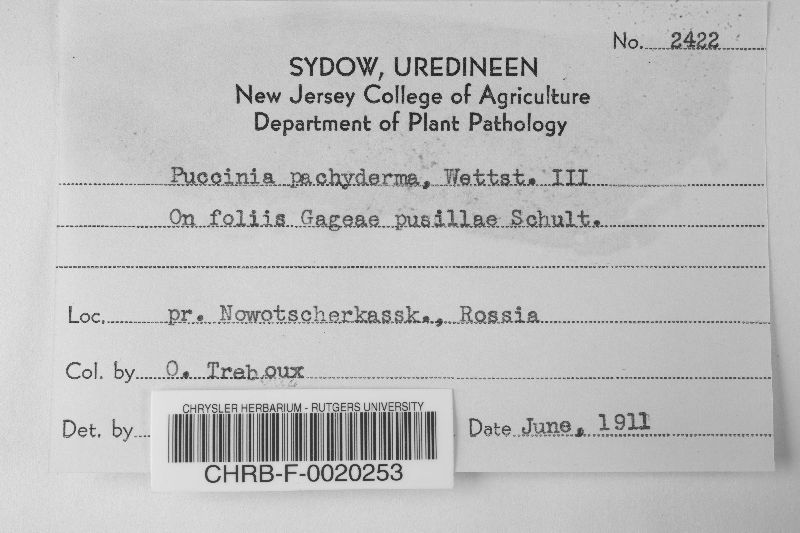 No. 2422
SYDOW, UREDINEEN
New Jersey College of Agriculture
Department of Plant Pathology
Puccinia pachyderma, Wettst. III
On foliis Gageae pusillae Schult.
Loc. pr. Nowotscherkassk., Rossia
Col. by O. Treboux
Det. by
Date June, 1911
CHRYSLER HERBARIUM - RUTGERS UNIVERSITY
CHRB-F-0020253